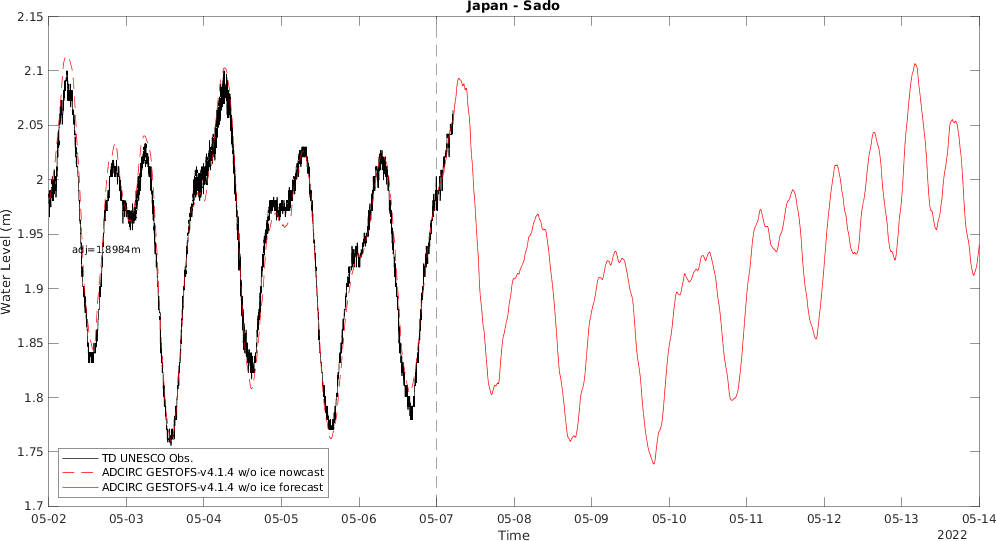 Japan - Sado
2.15
2.1
2.05
2
1.95
1.9
1.85
1.8
1.75
1.7
Water Level (m)
adj=1.8984m
TD UNESCO Obs.
ADCIRC GESTOFS-v4.1.4 w/o ice nowcast
ADCIRC GESTOFS-v4.1.4 w/o ice forecast
05-02 05-03 05-04 05-05 05-06 05-07 05-08 05-09 05-10 05-11 05-12 05-13 05-14
Time
2022